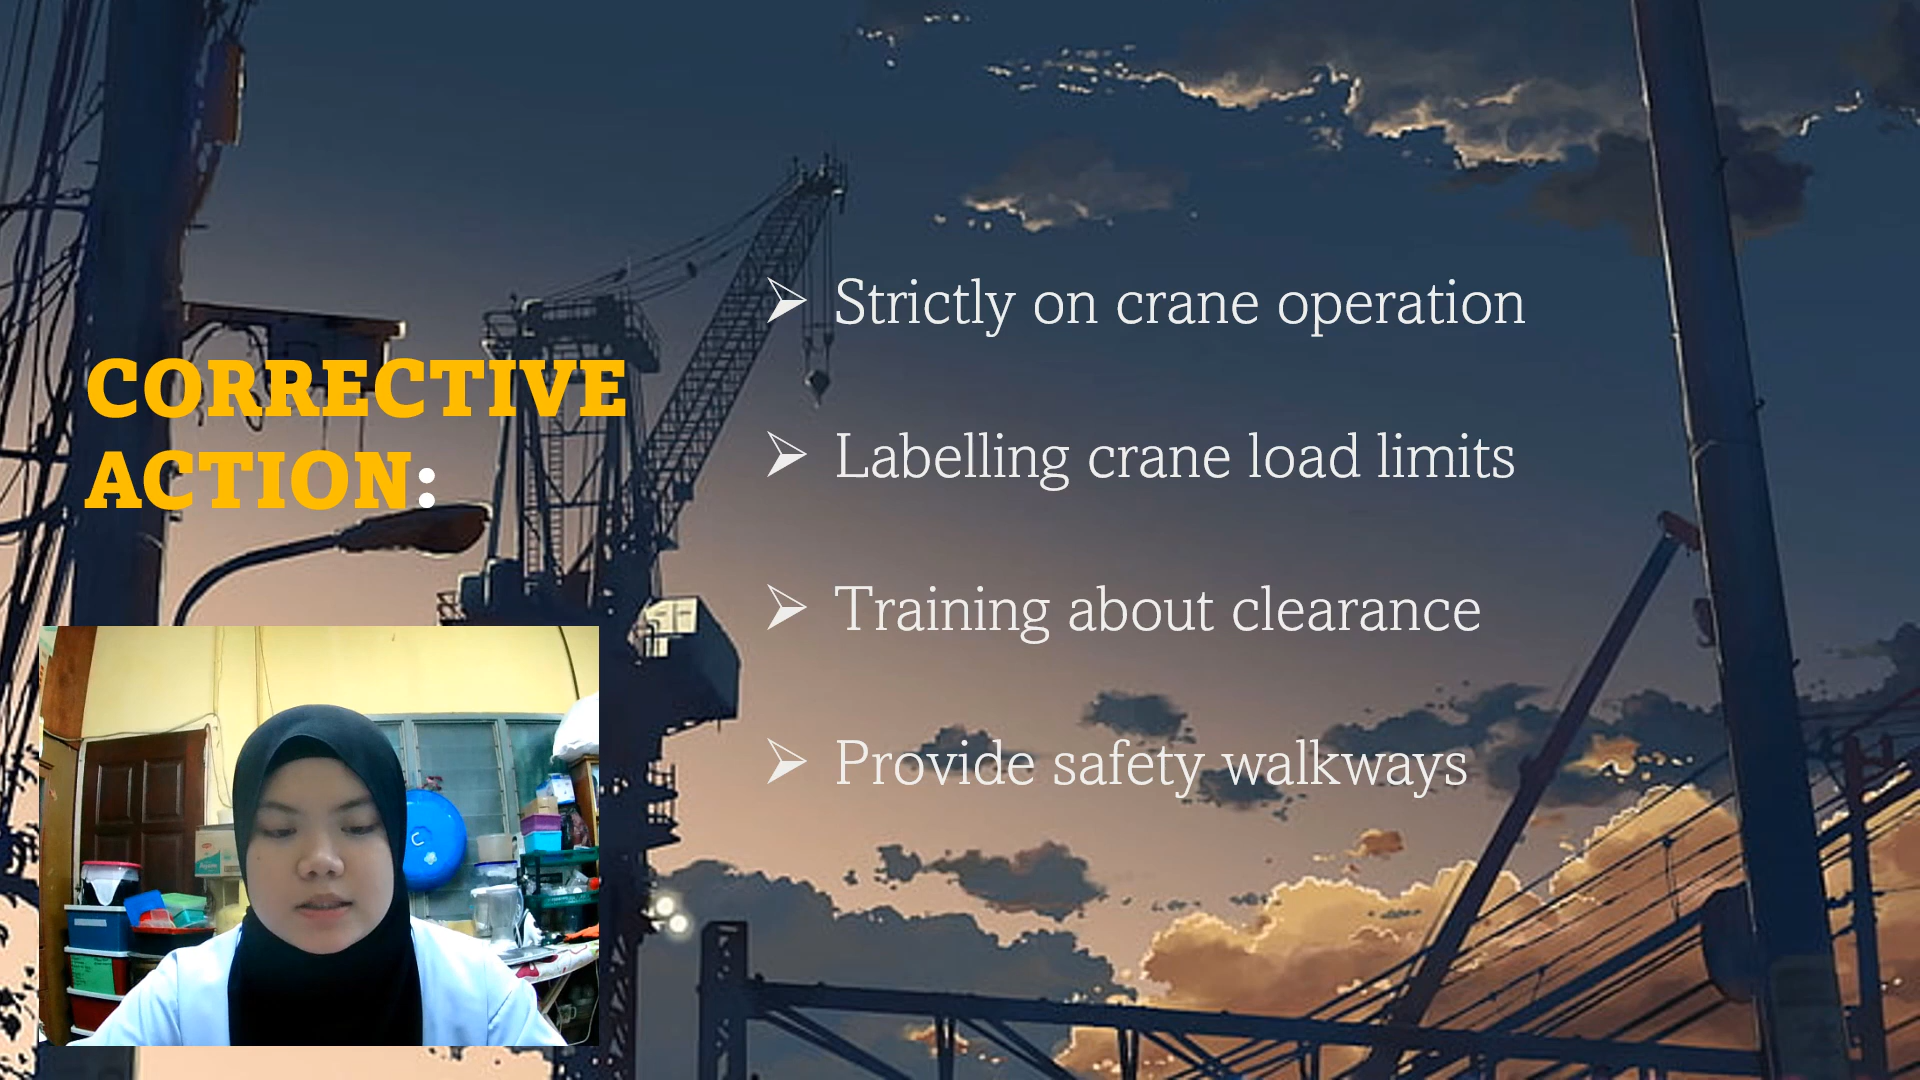 CORRECTIVE
ACTION:
Strictly on crane operation
Labelling crane load limits
Training about clearance
Provide safety walkways